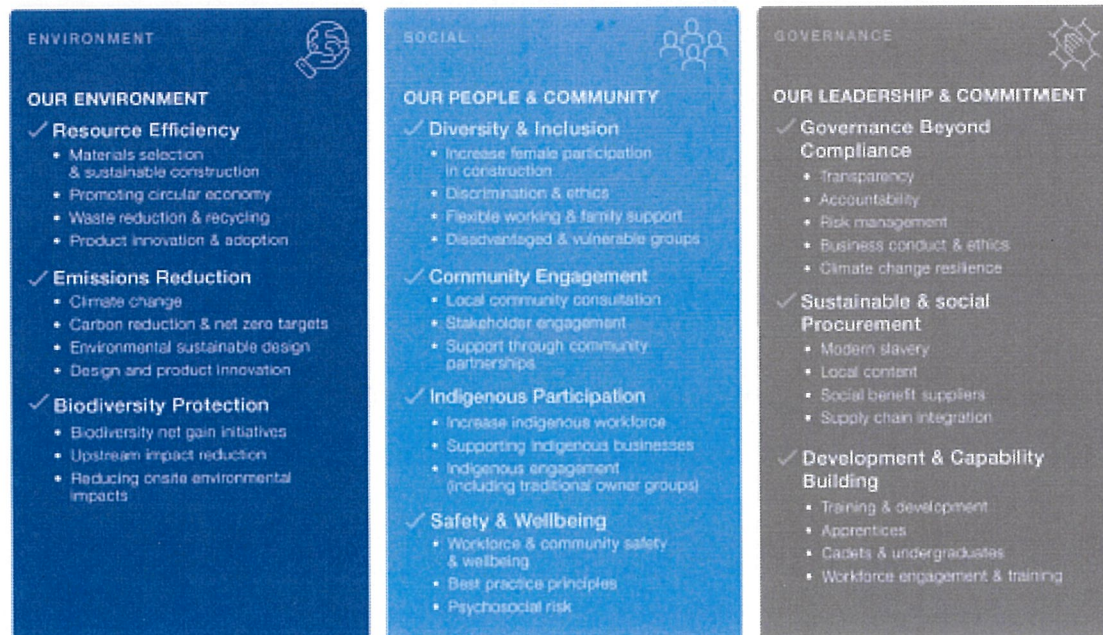 ENVIRONMENT
OUR ENVIRONMENT
Resource Efficiency
• Materials selection
& sustainable construction
• Promoting circular economy
• Waste reduction & recycling
• Product innovation & adoption
Emissions Reduction
• Climate change
• Carbon reduction & net zero targets
• Environmental sustainable design
• Design and product innovation
Biodiversity Protection
• Biodiversity net gain initiatives
• Upstream impact reduction
• Reducing onsite environmental
impacts
SOCIAL
OUR PEOPLE & COMMUNITY
Diversity & Inclusion
• Increase female participation
in construction
• Discrimination & ethics
• Flexible working & family support
• Disadvantaged & vulnerable groups
Community Engagement
• Local community consultation
• Stakeholder engagement
• Support through community
partnerships
Indigenous Participation
• Increase indigenous workforce
• Supporting Indigenous businesses
• Indigenous engagement
(including traditional owner groups)
Safety & Wellbeing
• Workforce & community safety
& wellbeing
• Best practice principles
• Psychosocial risk
GOVERNANCE
OUR LEADERSHIP & COMMITMENT
Governance Beyond
Compliance
• Transparency
• Accountability
• Risk management
• Business conduct & ethics
• Climate change resilience
Sustainable & social
Procurement
• Modern slavery
• Local content
• Social benefit suppliers
• Supply chain integration
Development & Capability
Building
• Training & development
• Apprentices
• Cadets & undergraduates
• Workforce engagement & training